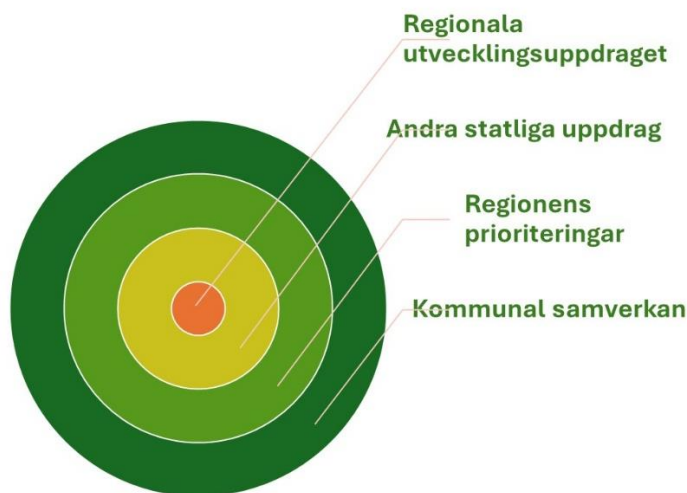 Regionala
utvecklingsuppdraget
Andra statliga uppdrag
Regionens
prioriteringar
Kommunal samverkan